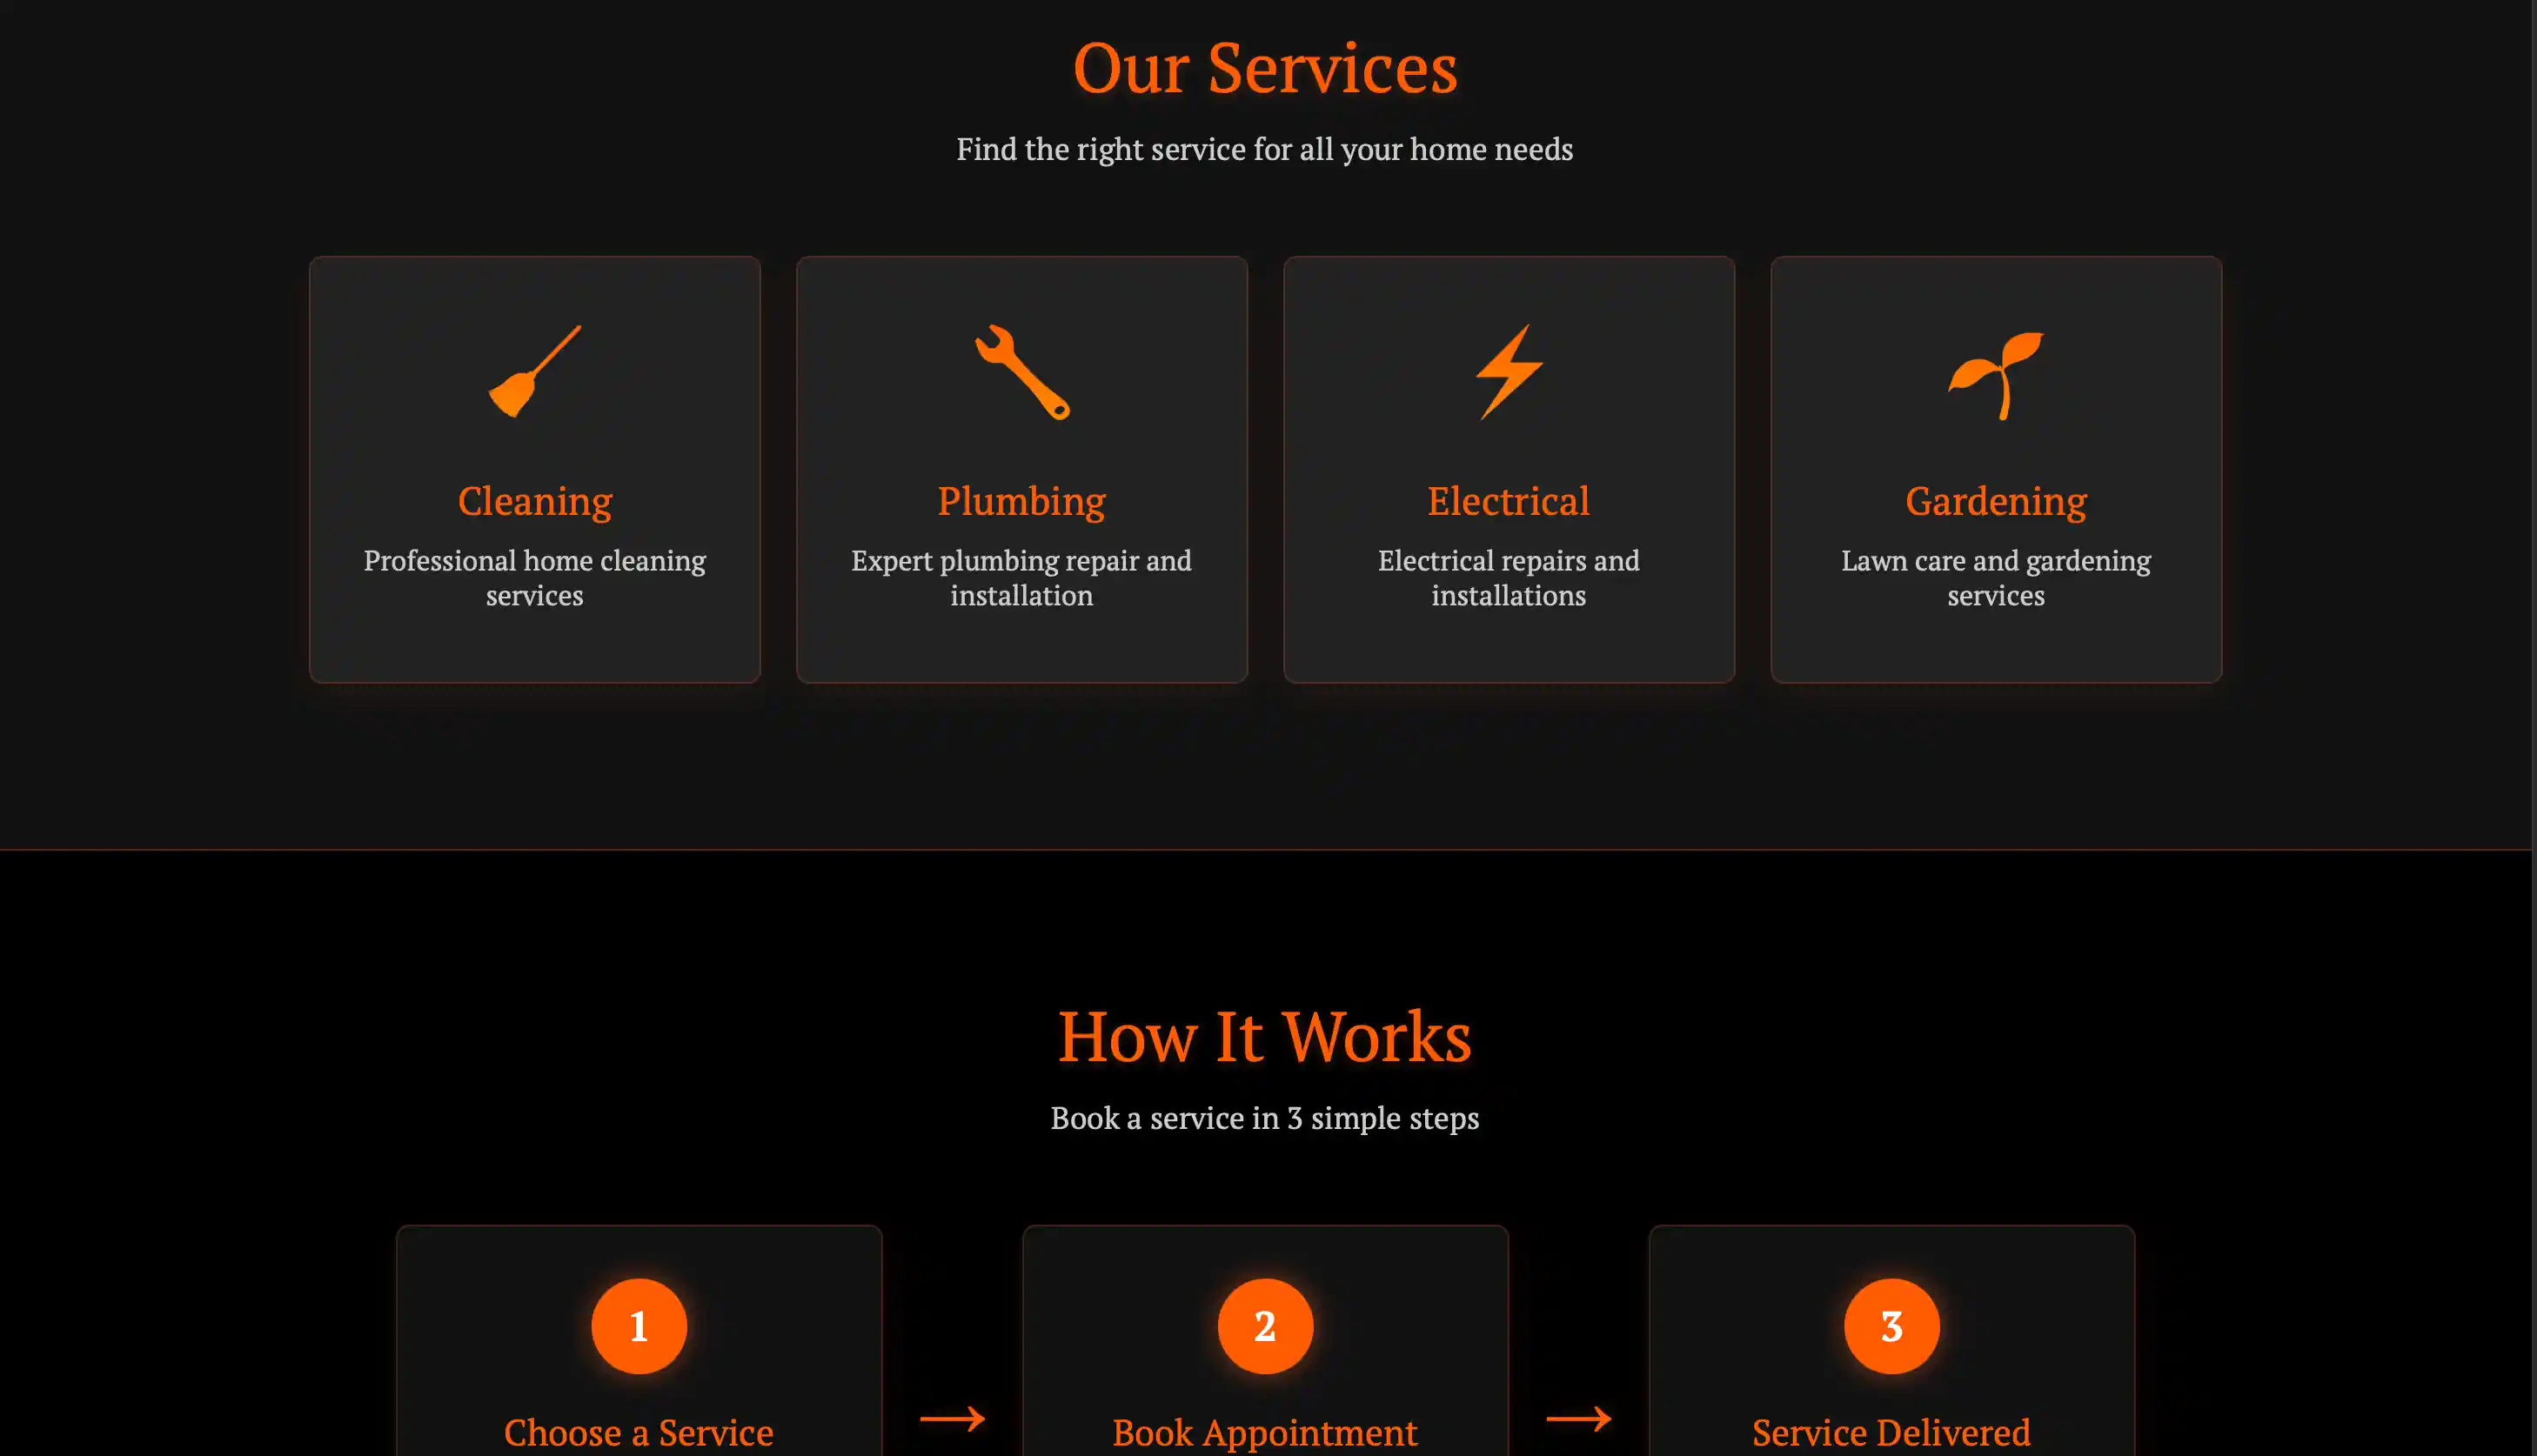 Our Services
Find the right service for all your home needs
Cleaning
Professional home cleaning
services
Plumbing
Expert plumbing repair and
installation
Electrical
Electrical repairs and
installations
Gardening
Lawn care and gardening
services
How It Works
Book a service in 3 simple steps
1
Choose a Service
→
2
Book Appointment
→
3
Service Delivered